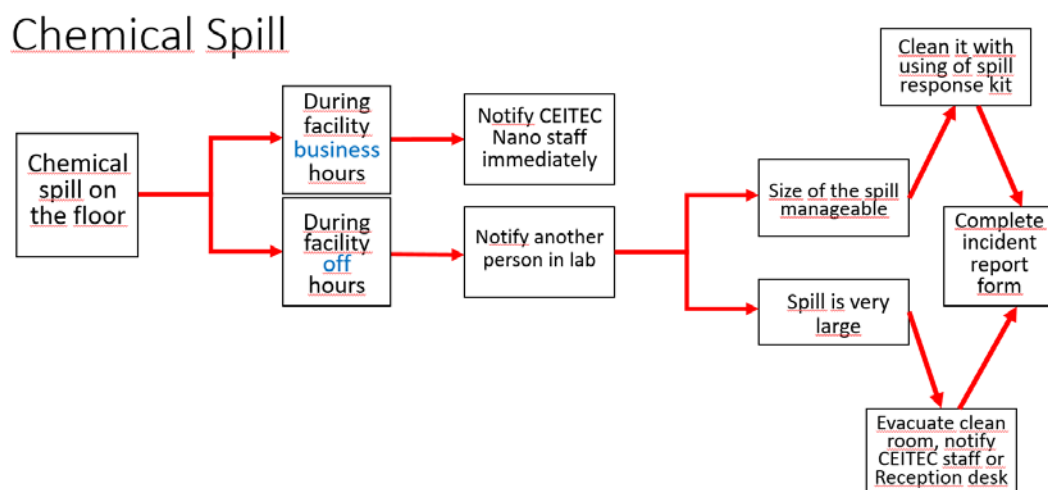 Chemical Spill
Chemical
spill on
the floor
During
facility
business
hours
Notify CEITEC
Nano staff
immediately
During
facility
off
hours
Notify another
person in lab
Size of the spill
manageable
Clean it with
using of spill
response kit
Spill is very
large
Evacuate clean
room, notify
CEITEC staff or
Reception desk
Complete
incident
report
form